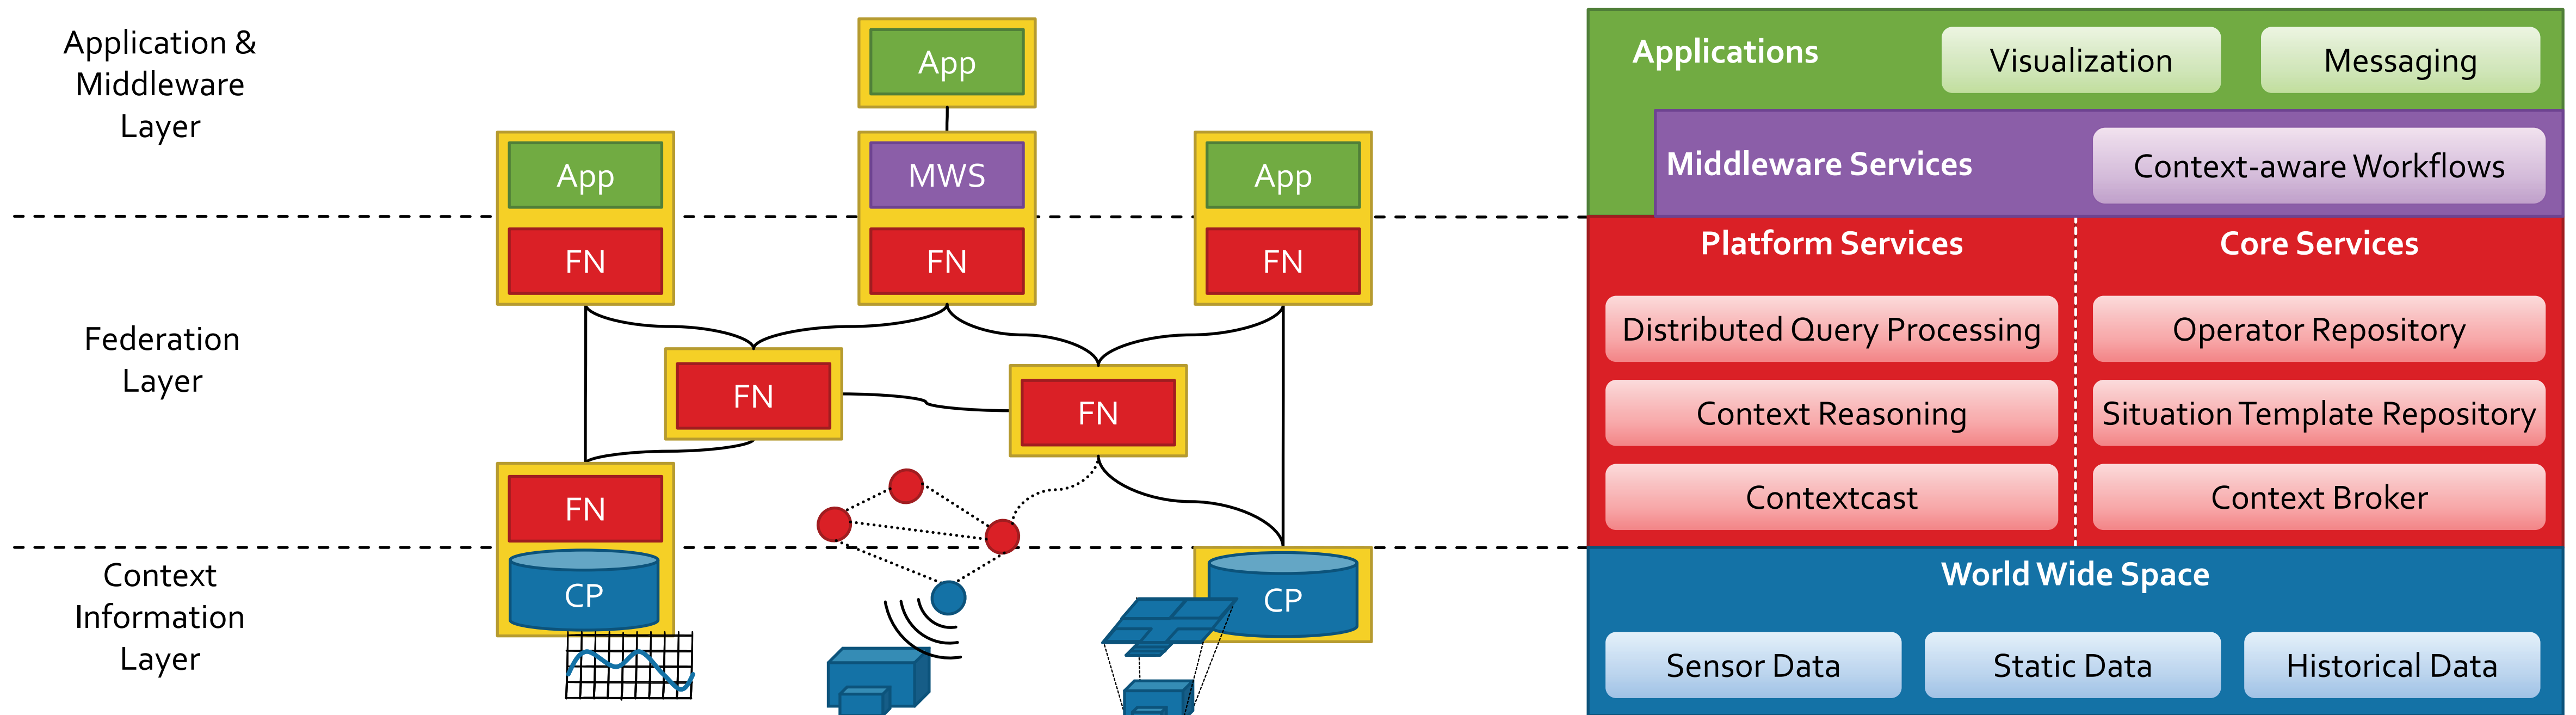 Application &
Middleware
Layer
App
App
MWS
App
FN
FN
FN
Federation
Layer
FN
FN
FN
Context
Information
Layer
CP
CP
Applications
Visualization
Messaging
Middleware Services
Context-aware Workflows
Platform Services
Core Services
Distributed Query Processing
Operator Repository
Context Reasoning
Situation Template Repository
Contextcast
Context Broker
World Wide Space
Sensor Data
Static Data
Historical Data